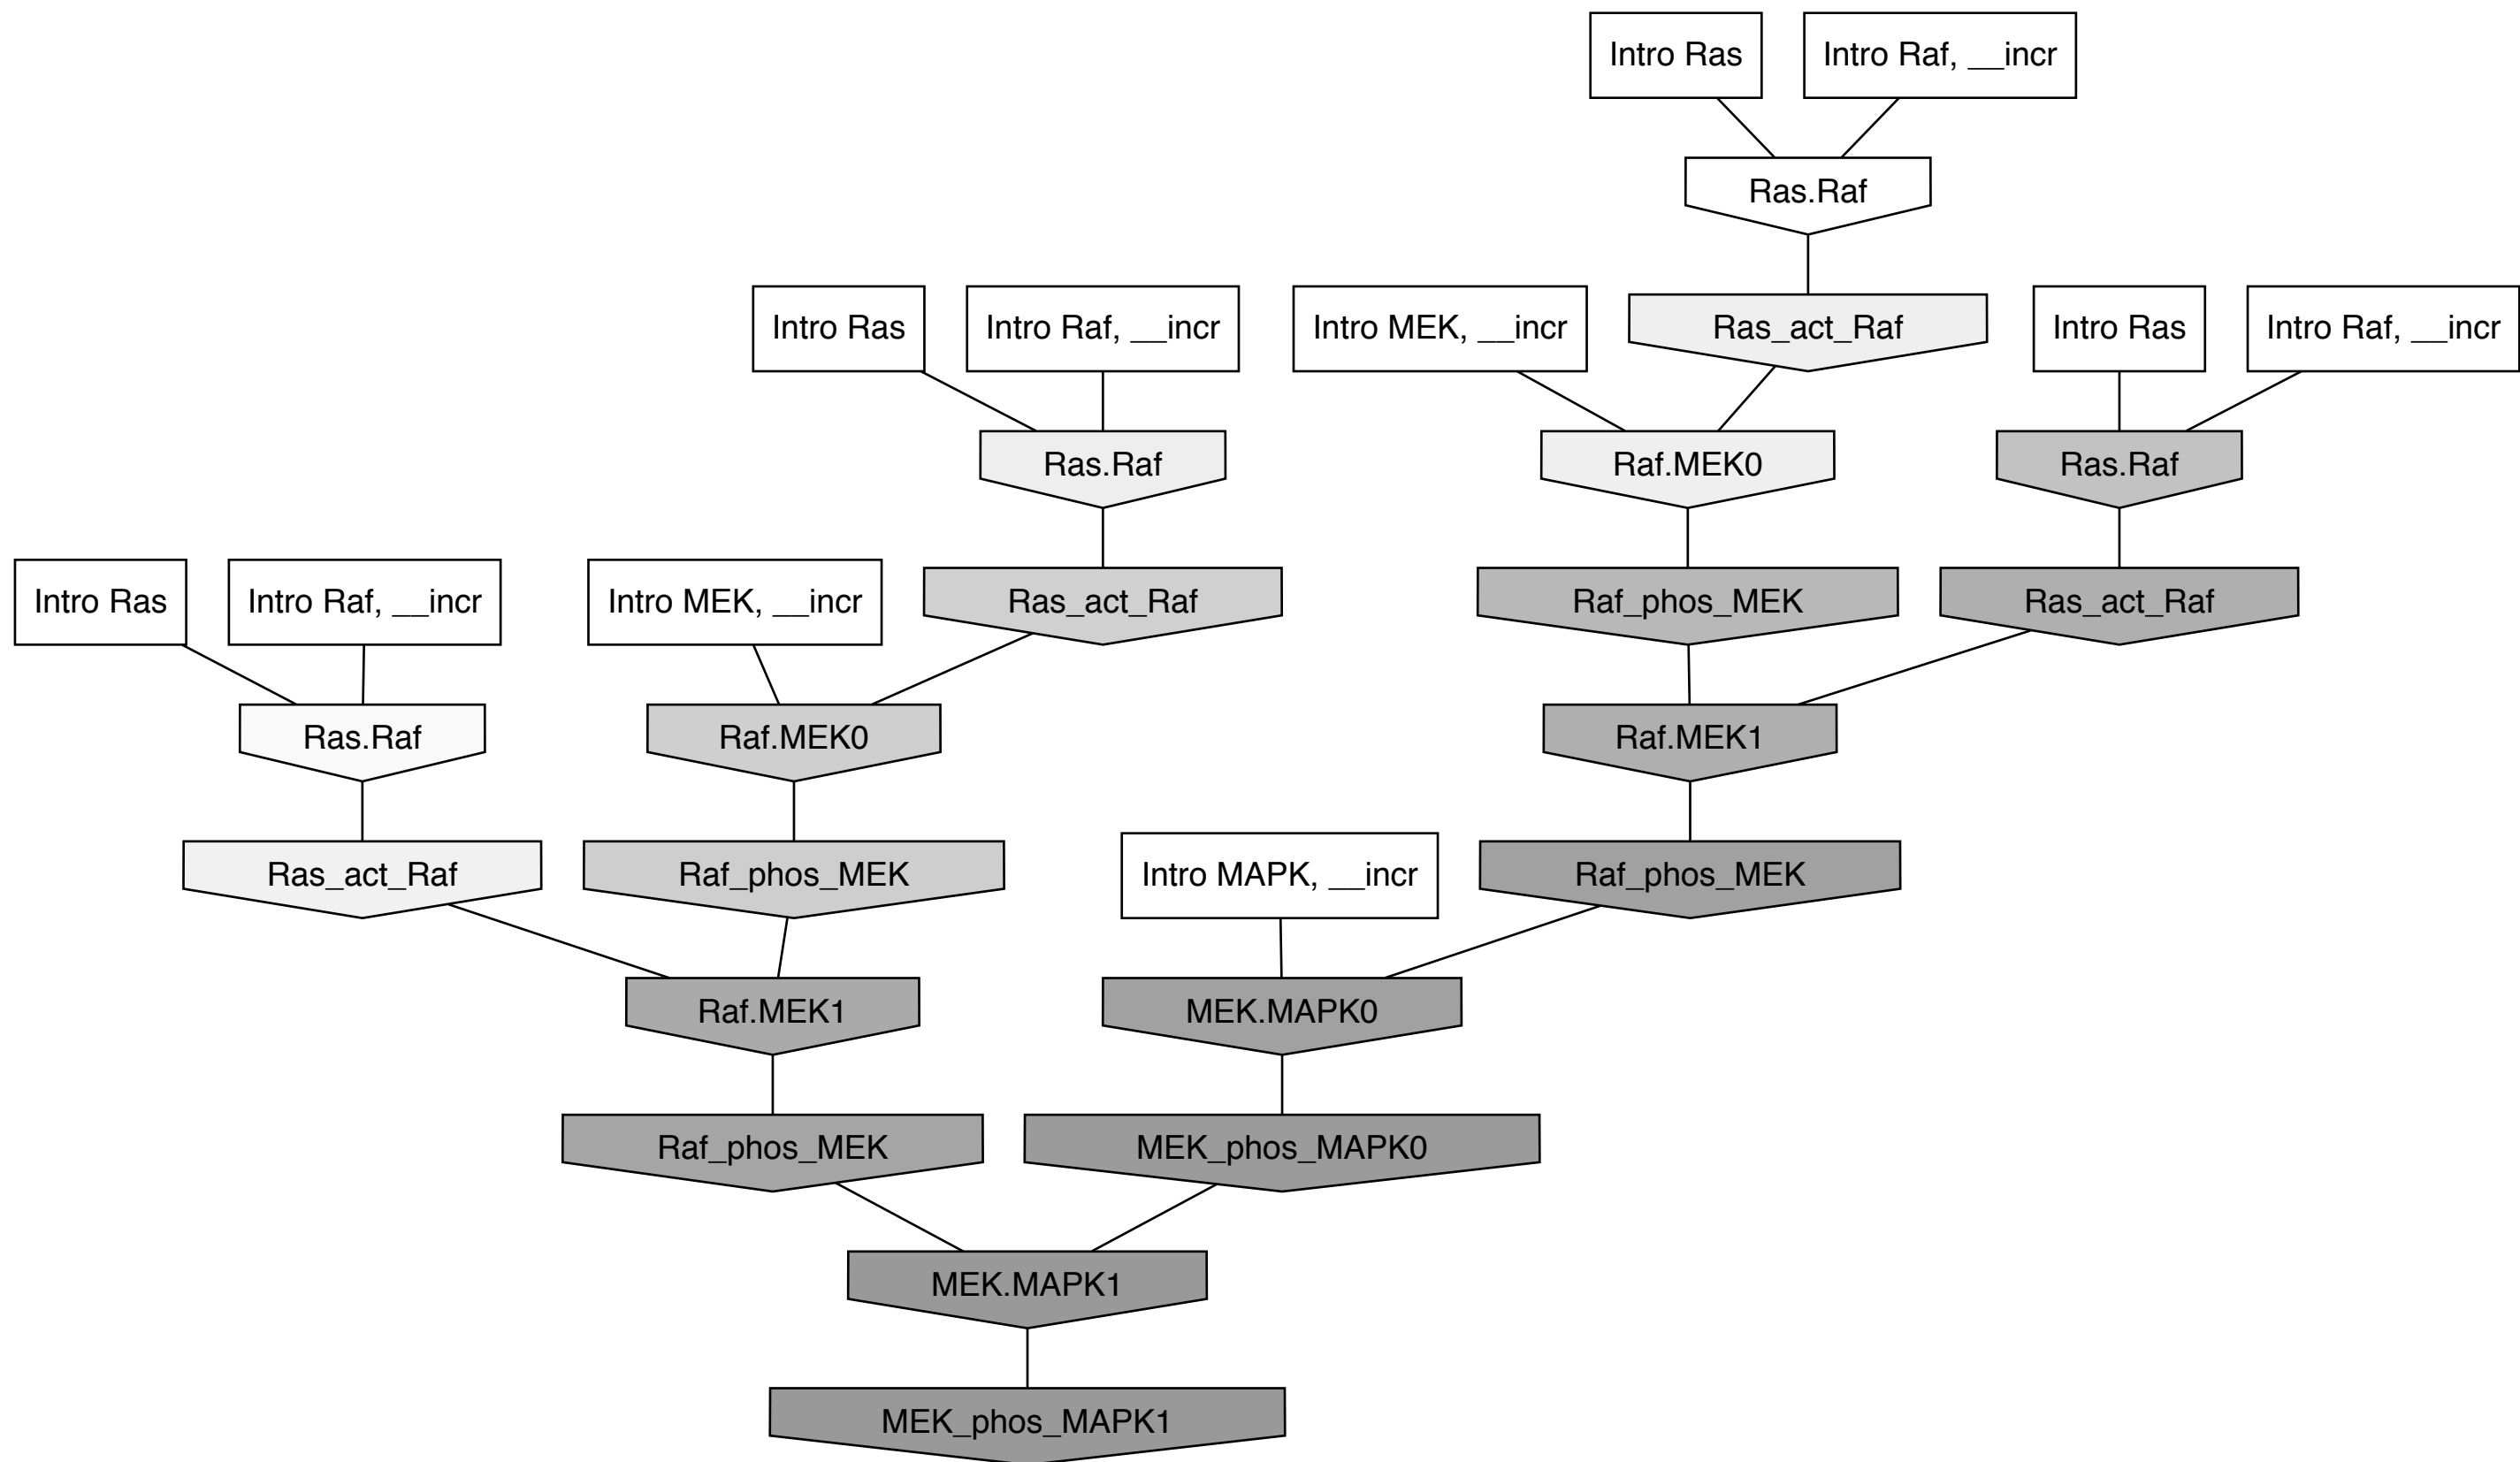 Intro Ras
Intro Raf, __incr
Ras.Raf
Intro Ras
Intro Raf, __incr
Intro MEK, __incr
Ras_act_Raf
Intro Ras
Intro Raf, __incr
Ras.Raf
Raf.MEK0
Ras.Raf
Intro Ras
Intro Raf, __incr
Intro MEK, __incr
Ras_act_Raf
Raf_phos_MEK
Ras_act_Raf
Ras.Raf
Raf.MEK0
Raf.MEK1
Ras_act_Raf
Raf_phos_MEK
Intro MAPK, __incr
Raf_phos_MEK
Raf.MEK1
MEK.MAPK0
Raf_phos_MEK
MEK_phos_MAPK0
MEK.MAPK1
MEK_phos_MAPK1